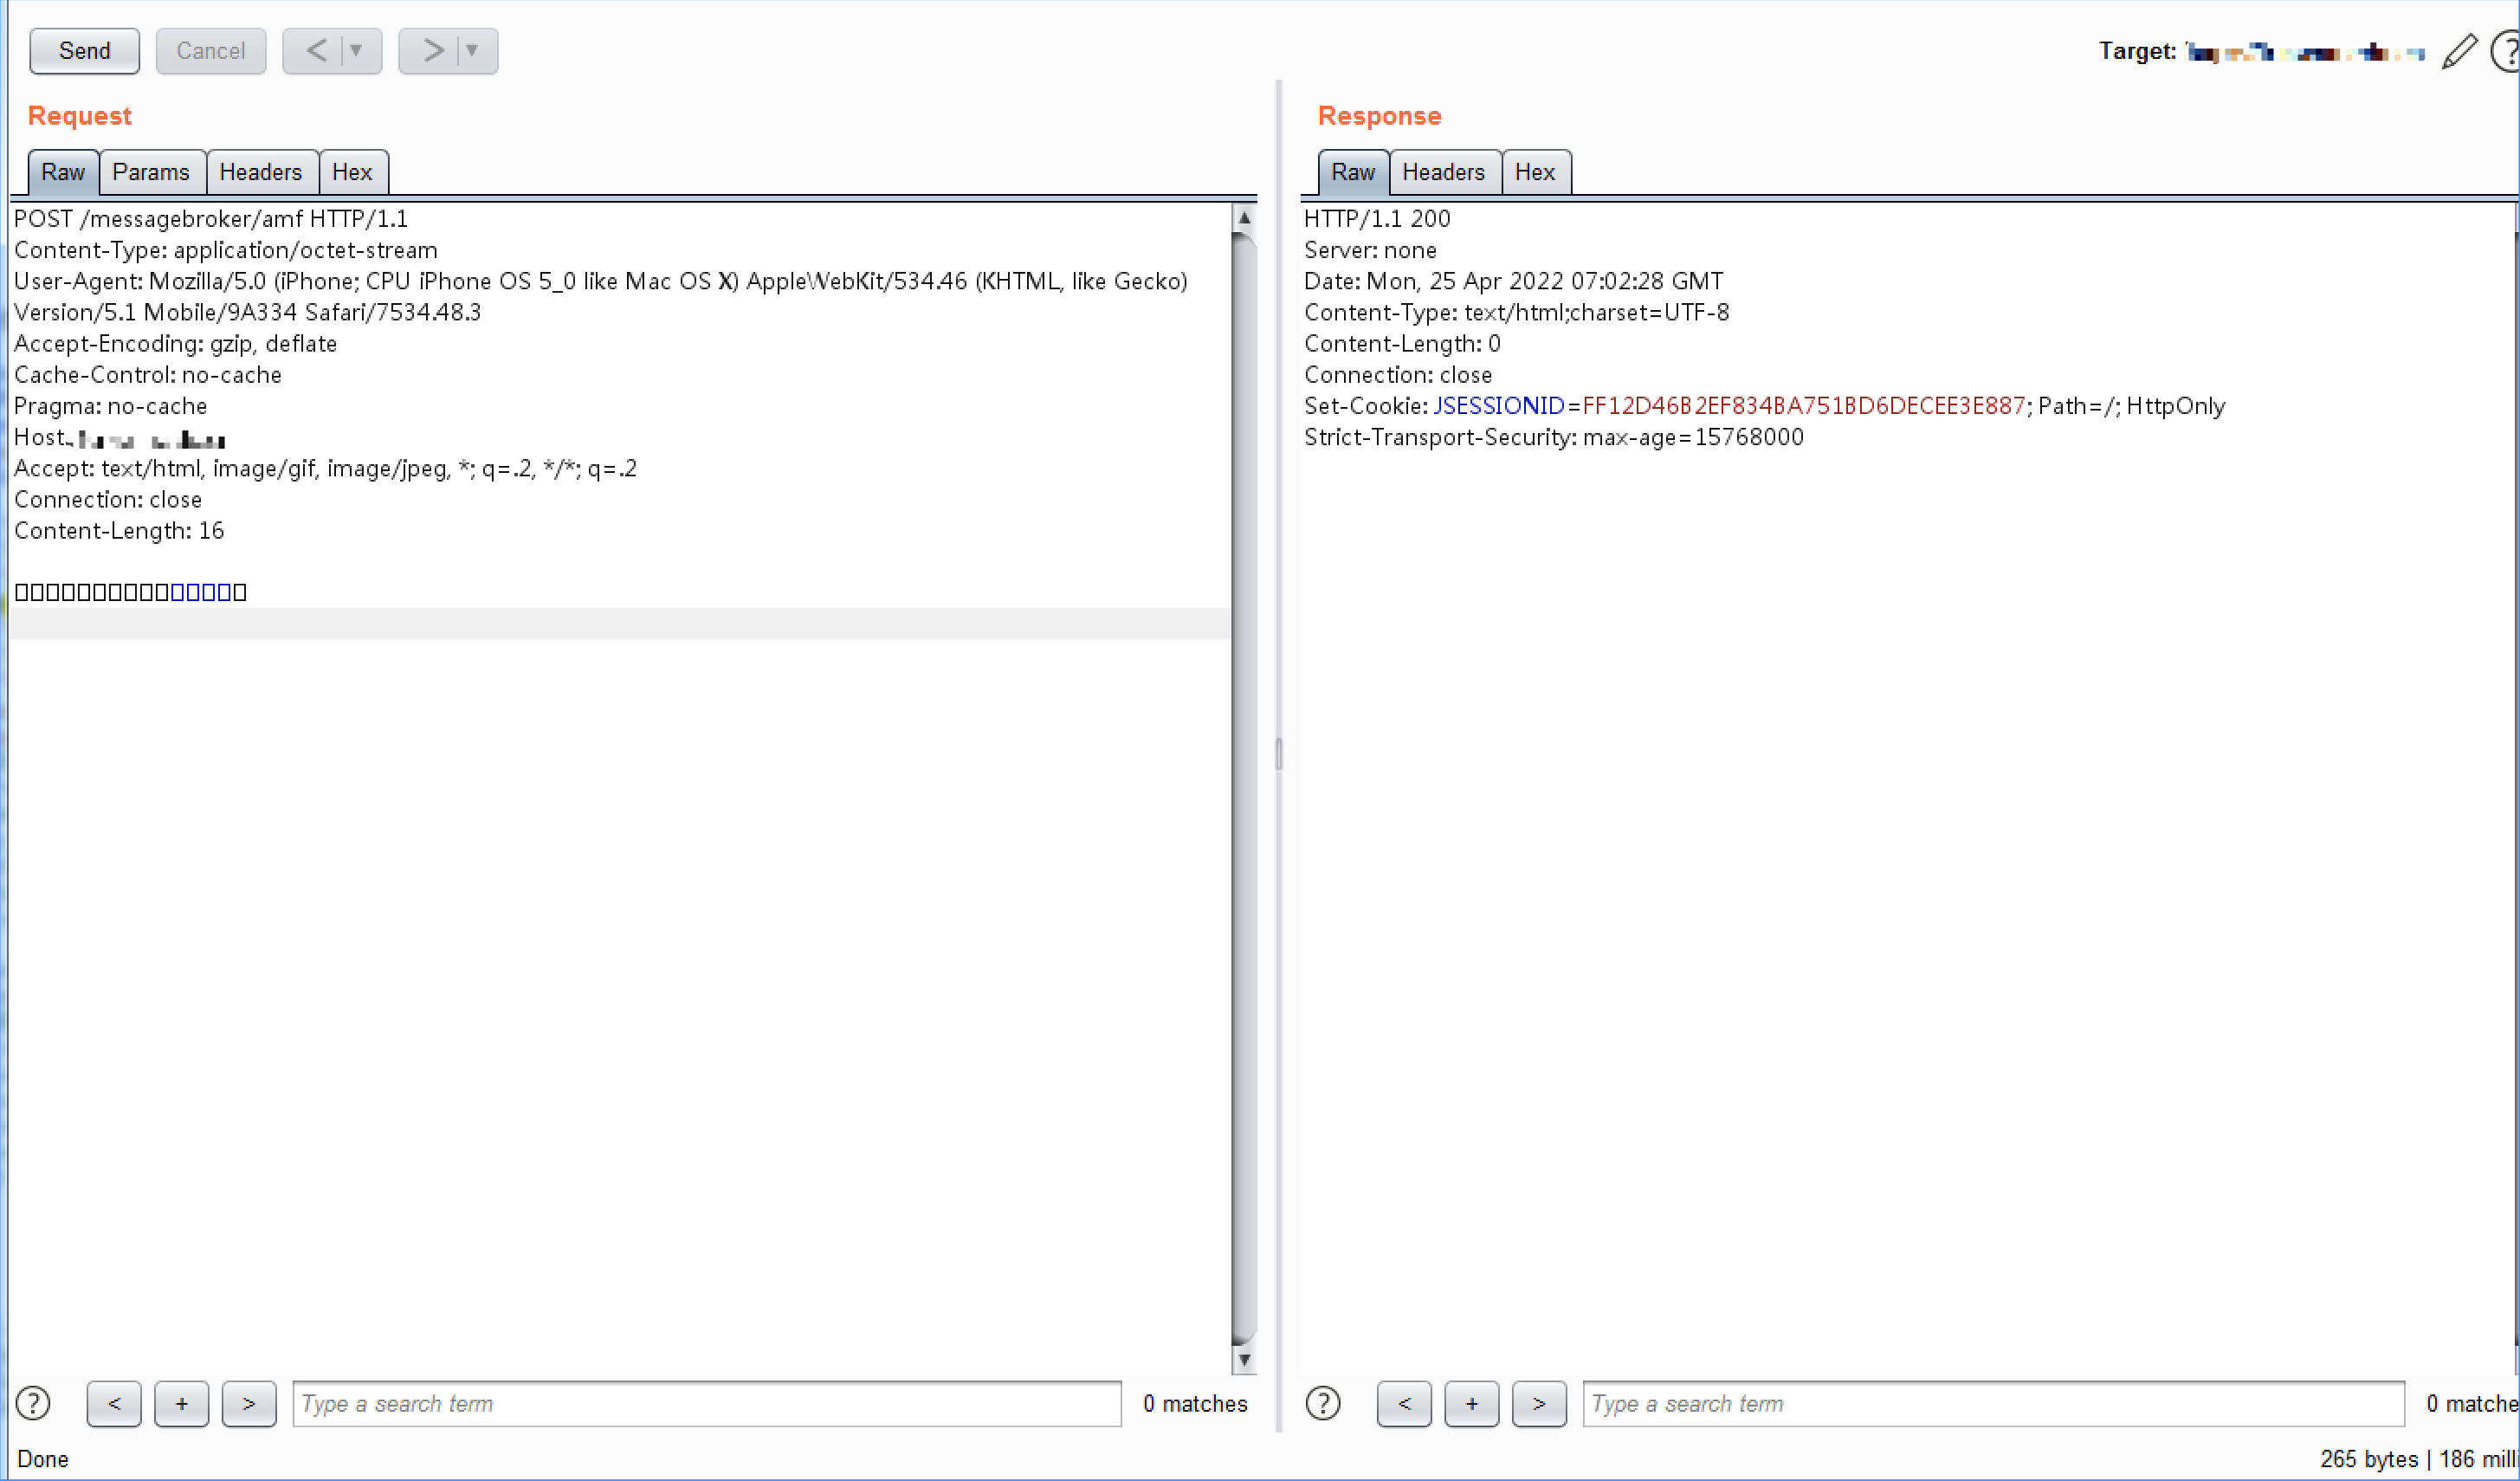 Send Cancel < ▼ > ▼ Target:
Request
Raw Params Headers Hex
POST /messagebroker/amf HTTP/1.1
Content-Type: application/octet-stream
User-Agent: Mozilla/5.0 (iPhone; CPU iPhone OS 5_0 like Mac OS X) AppleWebKit/534.46 (KHTML, like Gecko)
Version/5.1 Mobile/9A334 Safari/7534.48.3
Accept-Encoding: gzip, deflate
Cache-Control: no-cache
Pragma: no-cache
Host
Accept: text/html, image/gif, image/jpeg, *; q=.2, */*; q=.2
Connection: close
Content-Length: 16
? < + > Type a search term 0 matches
Done
Response
Raw Headers Hex
HTTP/1.1 200
Server: none
Date: Mon, 25 Apr 2022 07:02:28 GMT
Content-Type: text/html;charset=UTF-8
Content-Length: 0
Connection: close
Set-Cookie: JSESSIONID=FF12D46B2EF834BA751BD6DECEE3E887; Path=/; HttpOnly
Strict-Transport-Security: max-age=15768000
? < + > Type a search term 0 matche
265 bytes | 186 milli